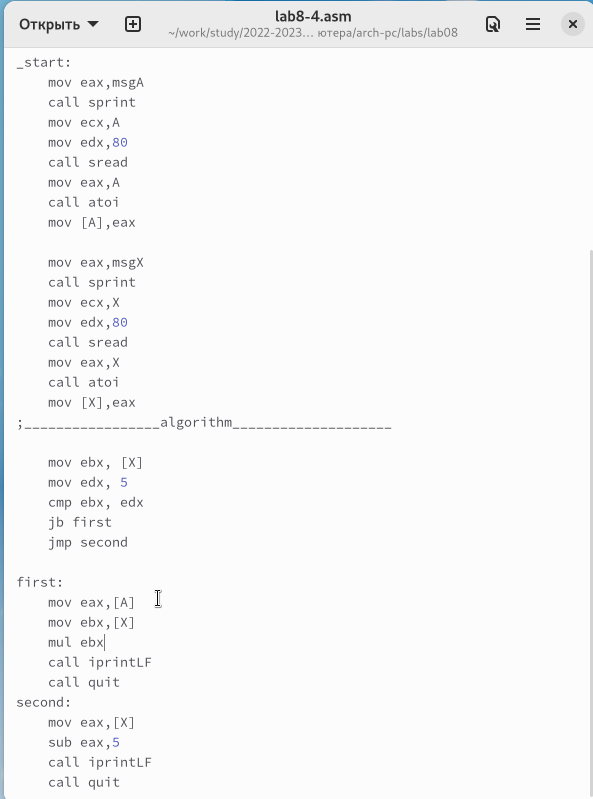 Открыть
lab8-4.asm
~/work/study/2022-2023... ютера/arch-pc/labs/lab08
_start:
    mov eax,msgA
    call sprint
    mov ecx,A
    mov edx,80
    call sread
    mov eax,A
    call atoi
    mov [A],eax

    mov eax,msgX
    call sprint
    mov ecx,X
    mov edx,80
    call sread
    mov eax,X
    call atoi
    mov [X],eax
;_________________algorithm____________________

    mov ebx, [X]
    mov edx, 5
    cmp ebx, edx
    jb first
    jmp second

first:
    mov eax,[A]
    mov ebx,[X]
    mul ebx
    call iprintLF
    call quit
second:
    mov eax,[X]
    sub eax,5
    call iprintLF
    call quit